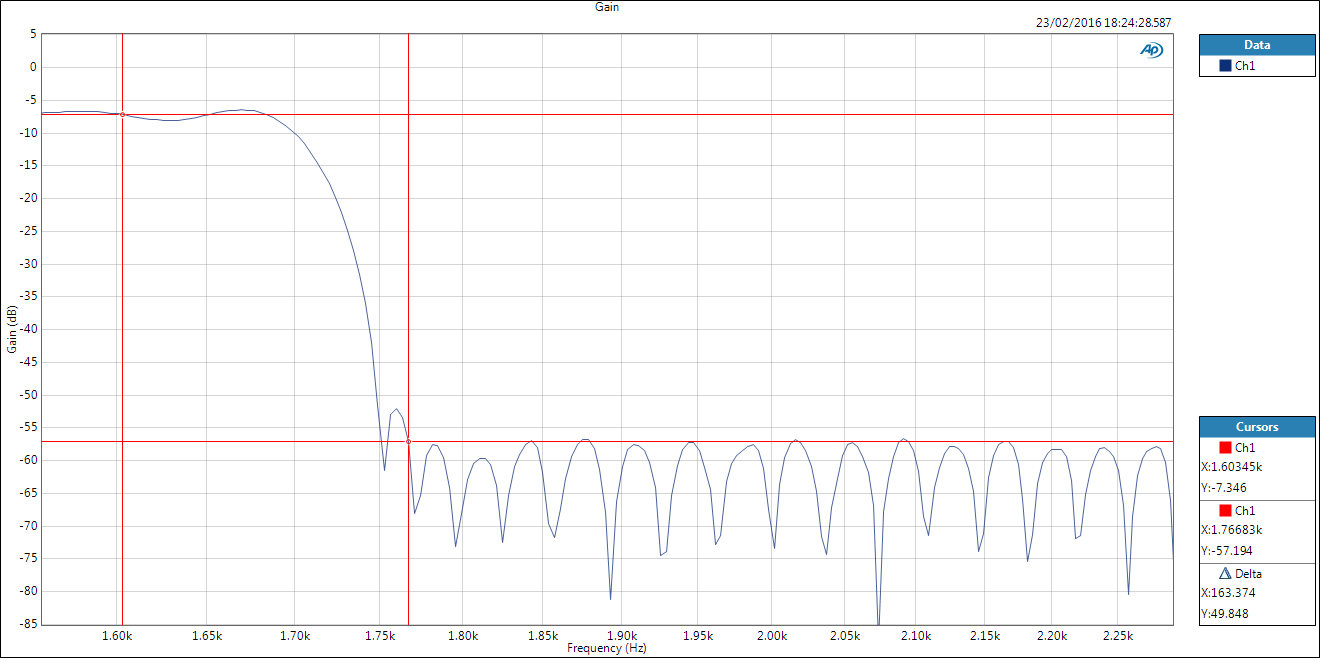 Gain
23/02/2016 18:24:28.587
AP
Gain (dB)
5
0
-5
-10
-15
-20
-25
-30
-35
-40
-45
-50
-55
-60
-65
-70
-75
-80
-85
1.60k 1.65k 1.70k 1.75k 1.80k 1.85k 1.90k 1.95k 2.00k 2.05k 2.10k 2.15k 2.20k 2.25k
Frequency (Hz)
Data
Ch1
Cursors
Ch1
X:1.60345k
Y:-7.346
Ch1
X:1.76683k
Y:-57.194
Delta
X:163.374
Y:49.848